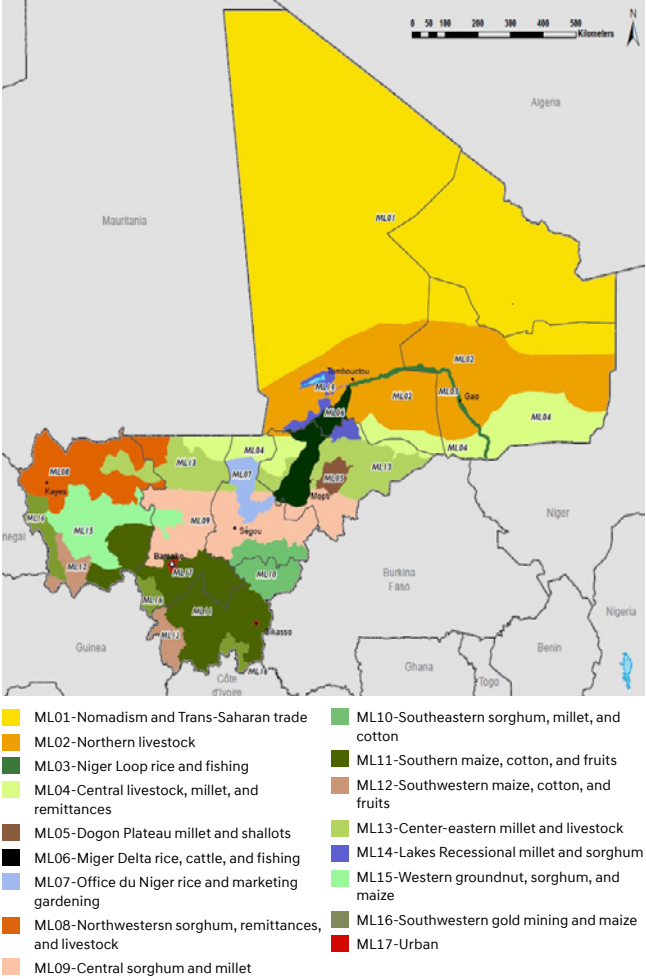 N
0 50 100 200 300 400 500
Kilometers
Algeria
Mauritania
ML01
ML02
Tombouctou
ML14
ML03
ML02
Gao
ML06
ML04
ML04
ML04
ML13
ML08
ML07
ML05
ML13
Kayes
Mopti
ML09
Niger
ML16
Ségou
ML15
negal
Bamako
ML12
ML17
ML10
Burkina
Faso
ML16
ML11
Nigeria
ML12
Sikasso
Guinea
Benin
Ghana
Côte
d'Ivoire
Togo
ML01-Nomadism and Trans-Saharan trade
ML02-Northern livestock
ML03-Niger Loop rice and fishing
ML04-Central livestock, millet, and
remittances
ML05-Dogon Plateau millet and shallots
ML06-Miger Delta rice, cattle, and fishing
ML07-Office du Niger rice and marketing
gardening
ML08-Northwestersn sorghum, remittances,
and livestock
ML09-Central sorghum and millet
ML10-Southeastern sorghum, millet, and
cotton
ML11-Southern maize, cotton, and fruits
ML12-Southwestern maize, cotton, and
fruits
ML13-Center-eastern millet and livestock
ML14-Lakes Recessional millet and sorghum
ML15-Western groundnut, sorghum, and
maize
ML16-Southwestern gold mining and maize
ML17-Urban